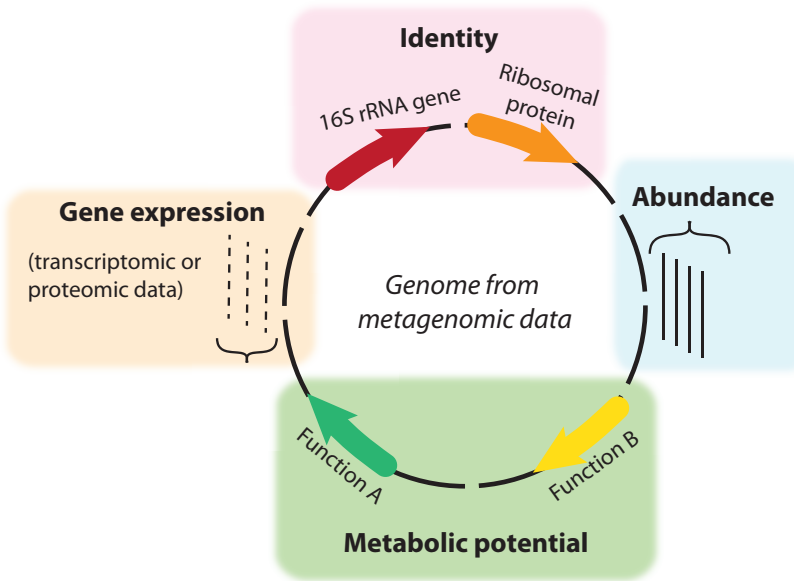 Identity
16S rRNA gene
Ribosomal
protein
Abundance
Gene expression
(transcriptomic or
proteomic data)
Genome from
metagenomic data
Function A
Function B
Metabolic potential